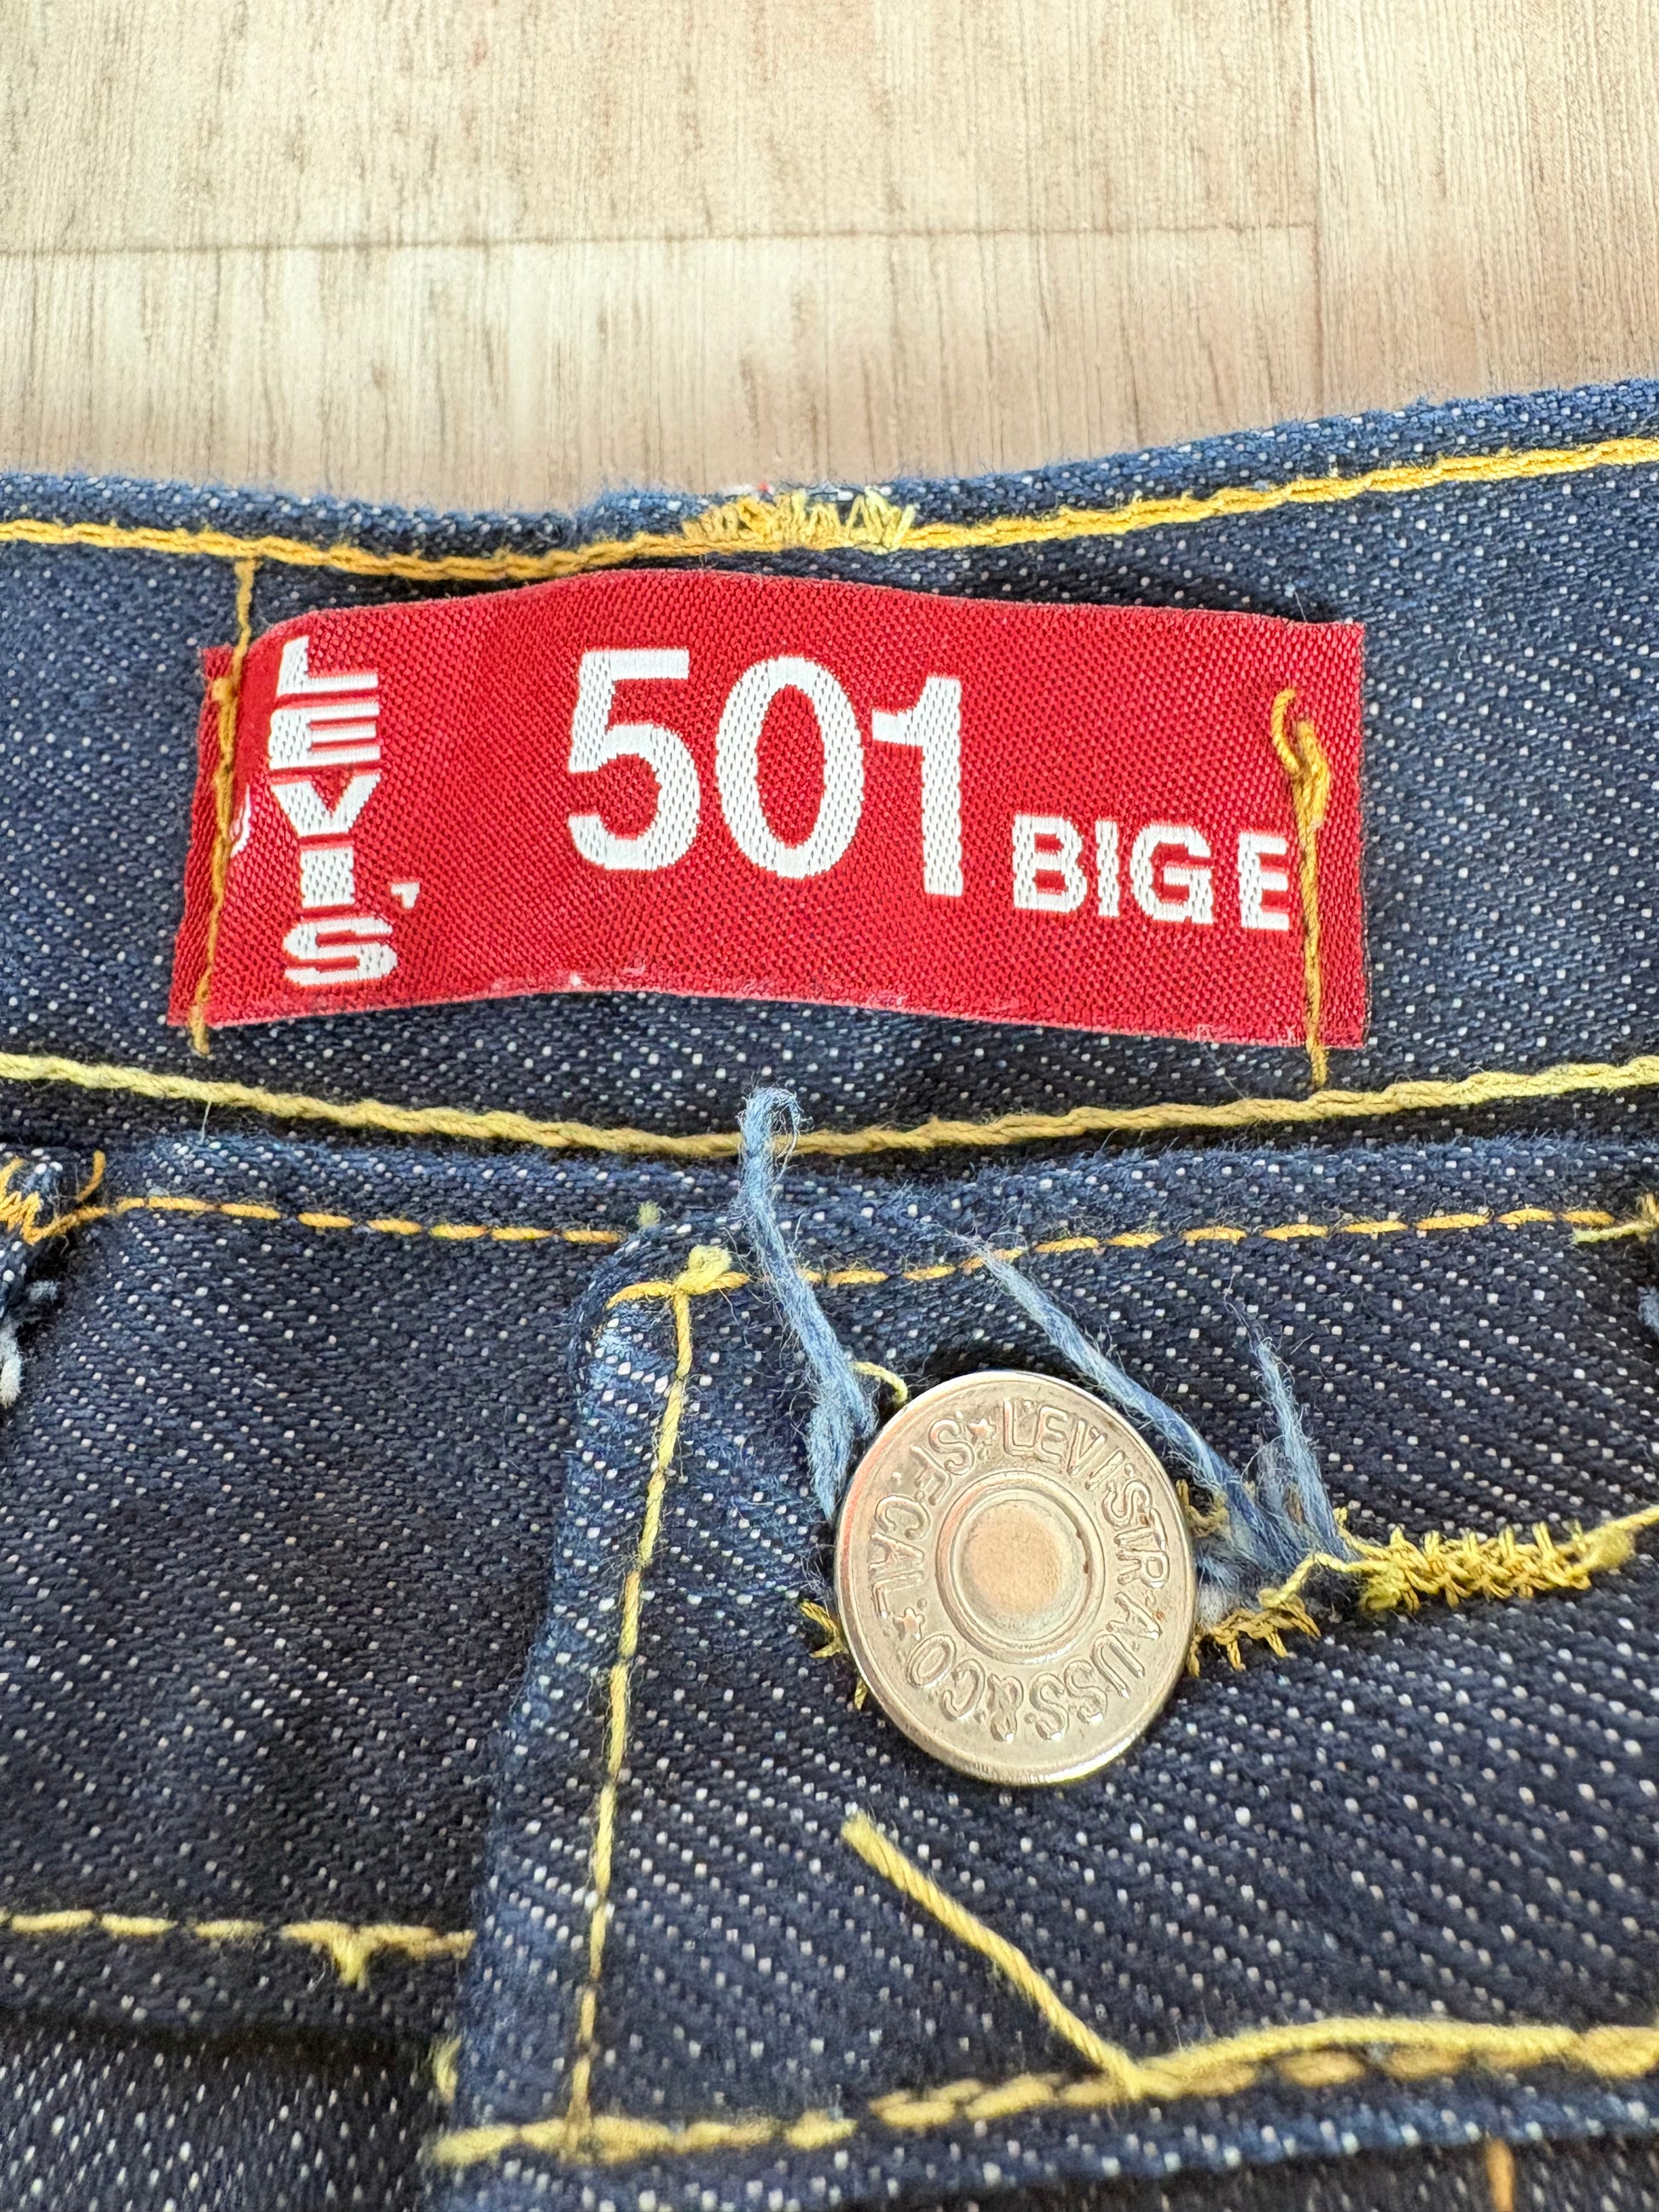 LEVI'S
501 BIG E
LEVI STRAUSS & CO
S.F. CAL